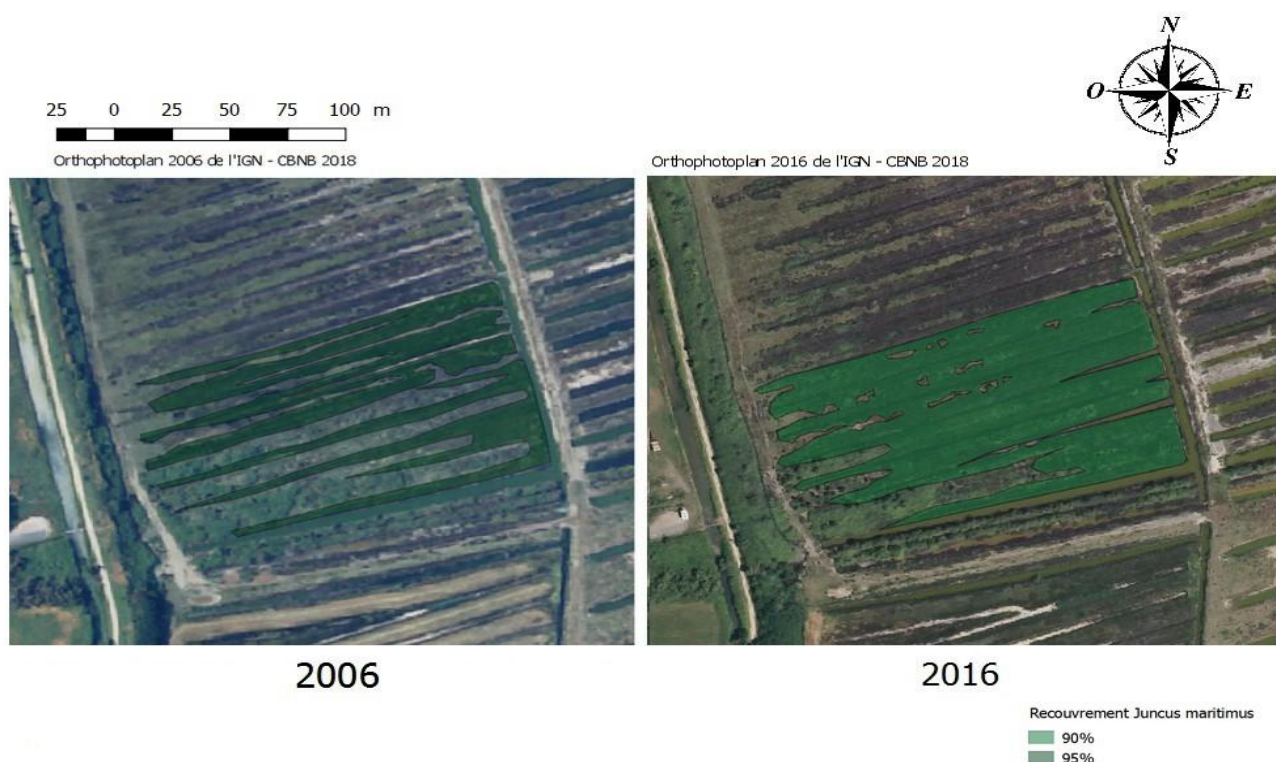 N
O E
S
25 0 25 50 75 100 m
Orthophotoplan 2006 de l'IGN - CBNB 2018
Orthophotoplan 2016 de l'IGN - CBNB 2018
2006
2016
Recouvrement Juncus maritimus
90%
95%